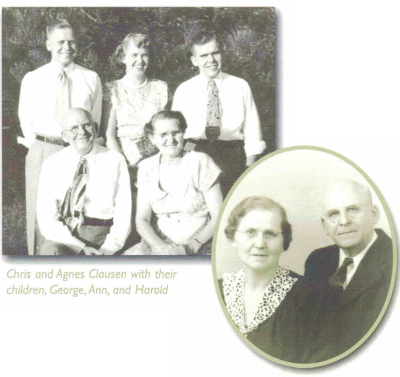 Chris and Agnes Clausen with their
children, George, Ann, and Harold